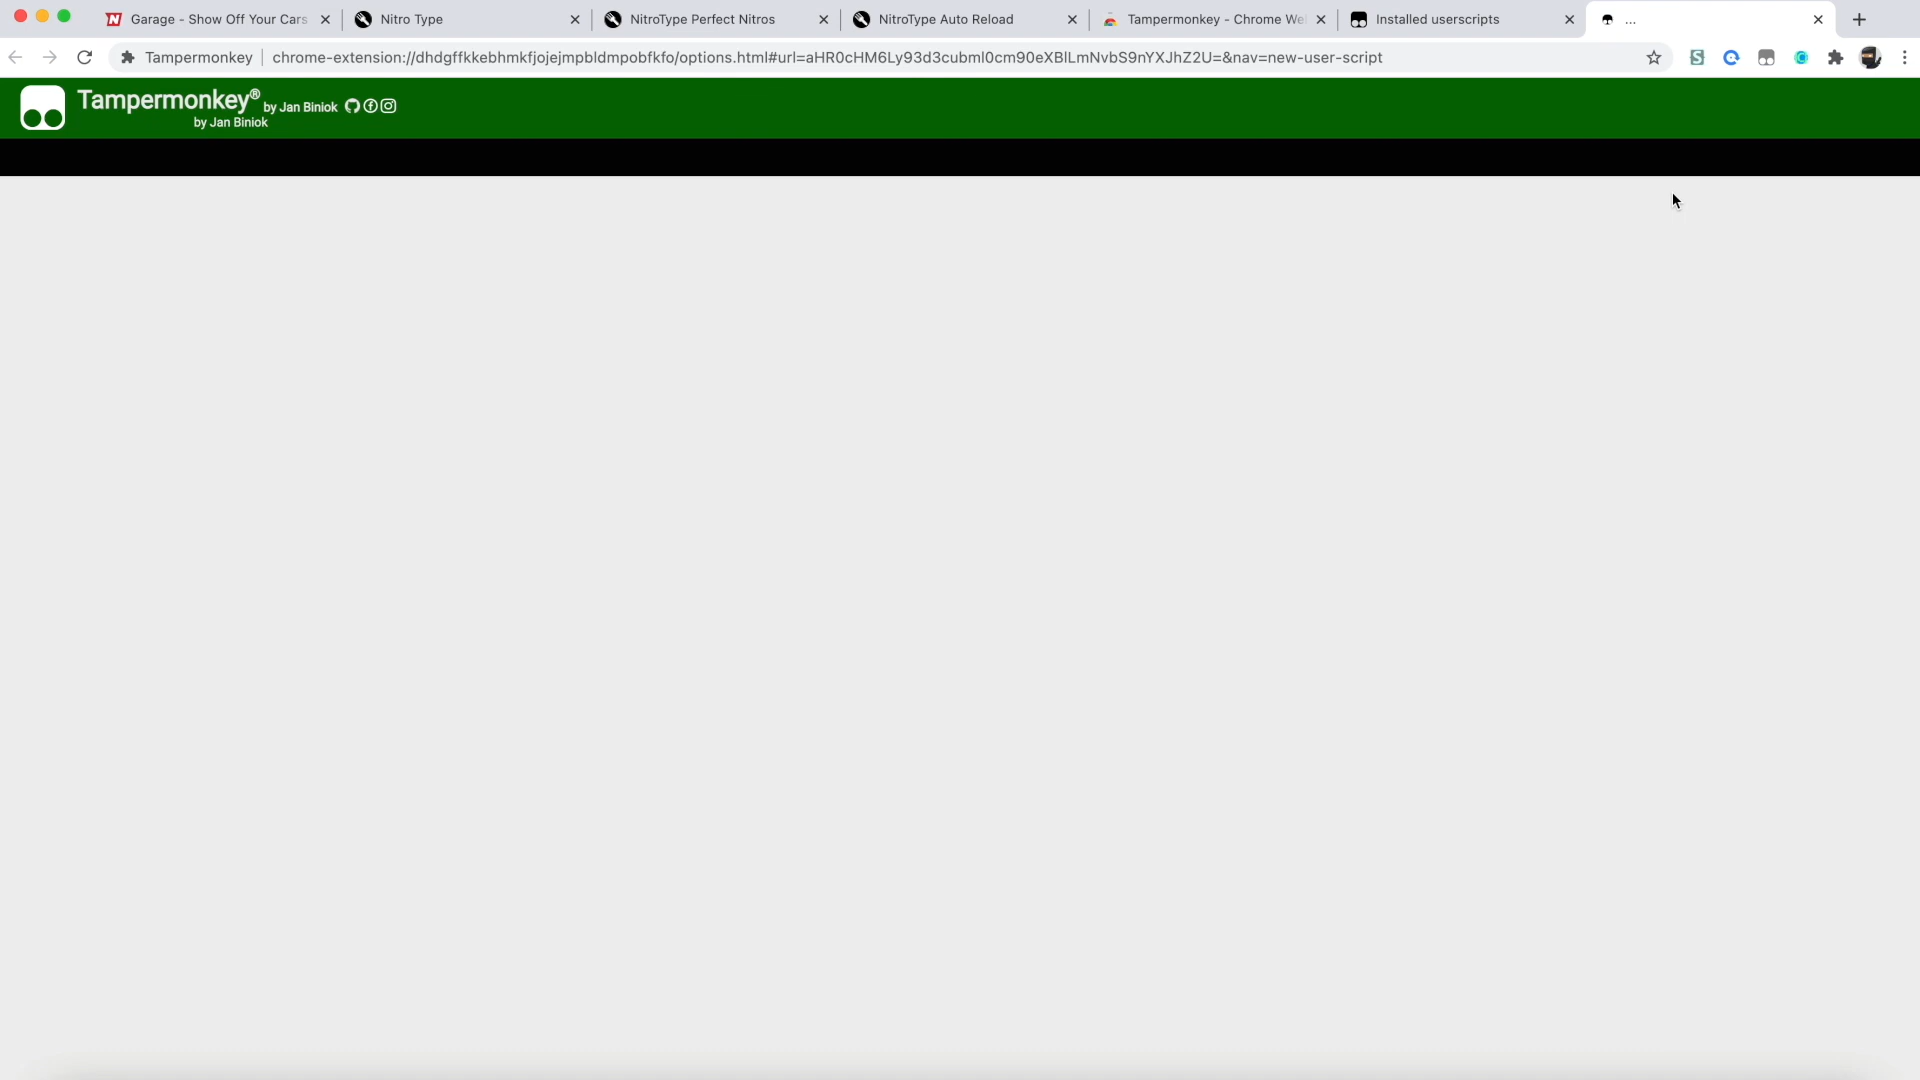 Garage - Show Off Your Cars
Nitro Type
NitroType Perfect Nitros
NitroType Auto Reload
Tampermonkey - Chrome We
Installed userscripts
...
Tampermonkey
chrome-extension://dhdgffkkebhmkfjojejmpbldmpobfkfo/options.html#url=aHR0cHM6Ly93d3cubml0cm90eXBlLmNvbS9nYXJhZ2U=&nav=new-user-script
Tampermonkey® by Jan Biniok
by Jan Biniok